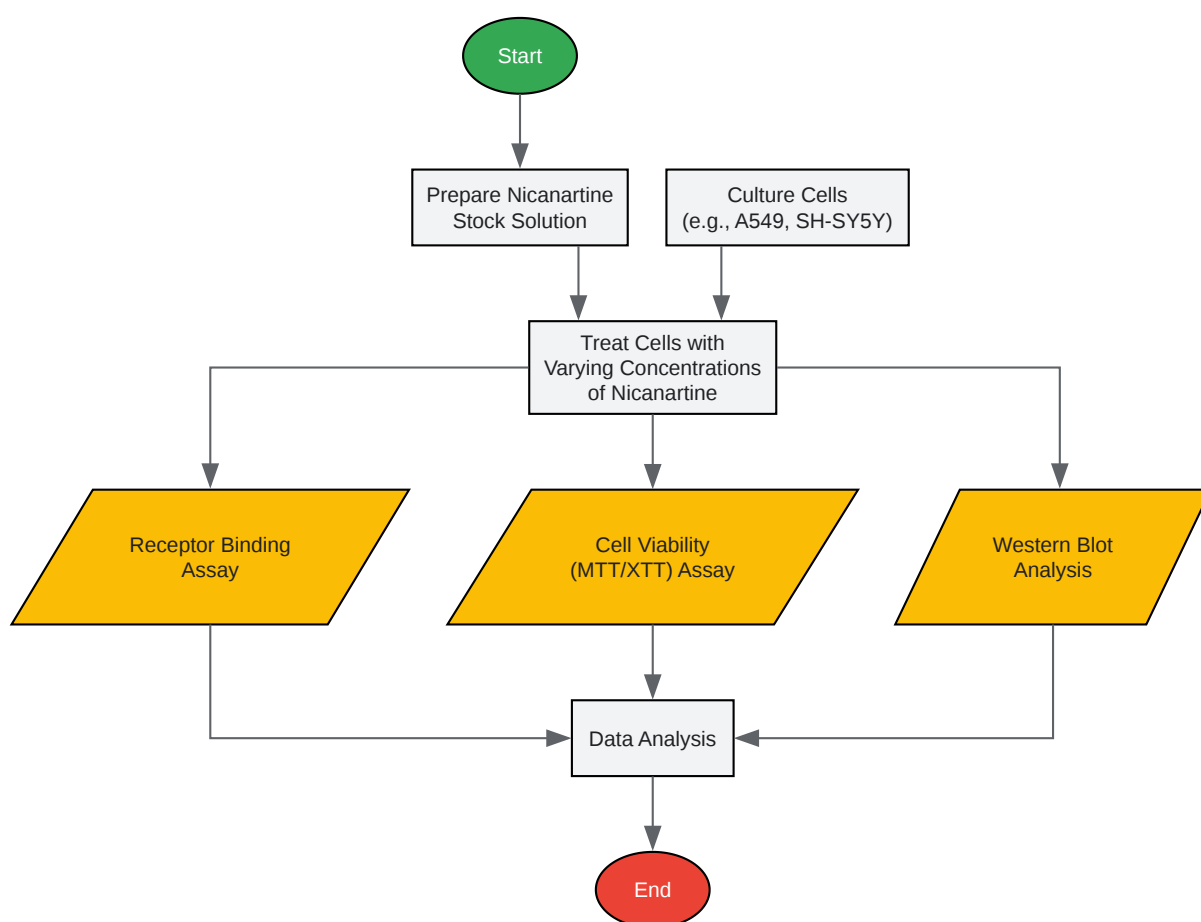 Start
Prepare Nicanartine
Stock Solution
Culture Cells
(e.g., A549, SH-SY5Y)
Treat Cells with
Varying Concentrations
of Nicanartine
Receptor Binding
Assay
Cell Viability
(MTT/XTT) Assay
Western Blot
Analysis
Data Analysis
End